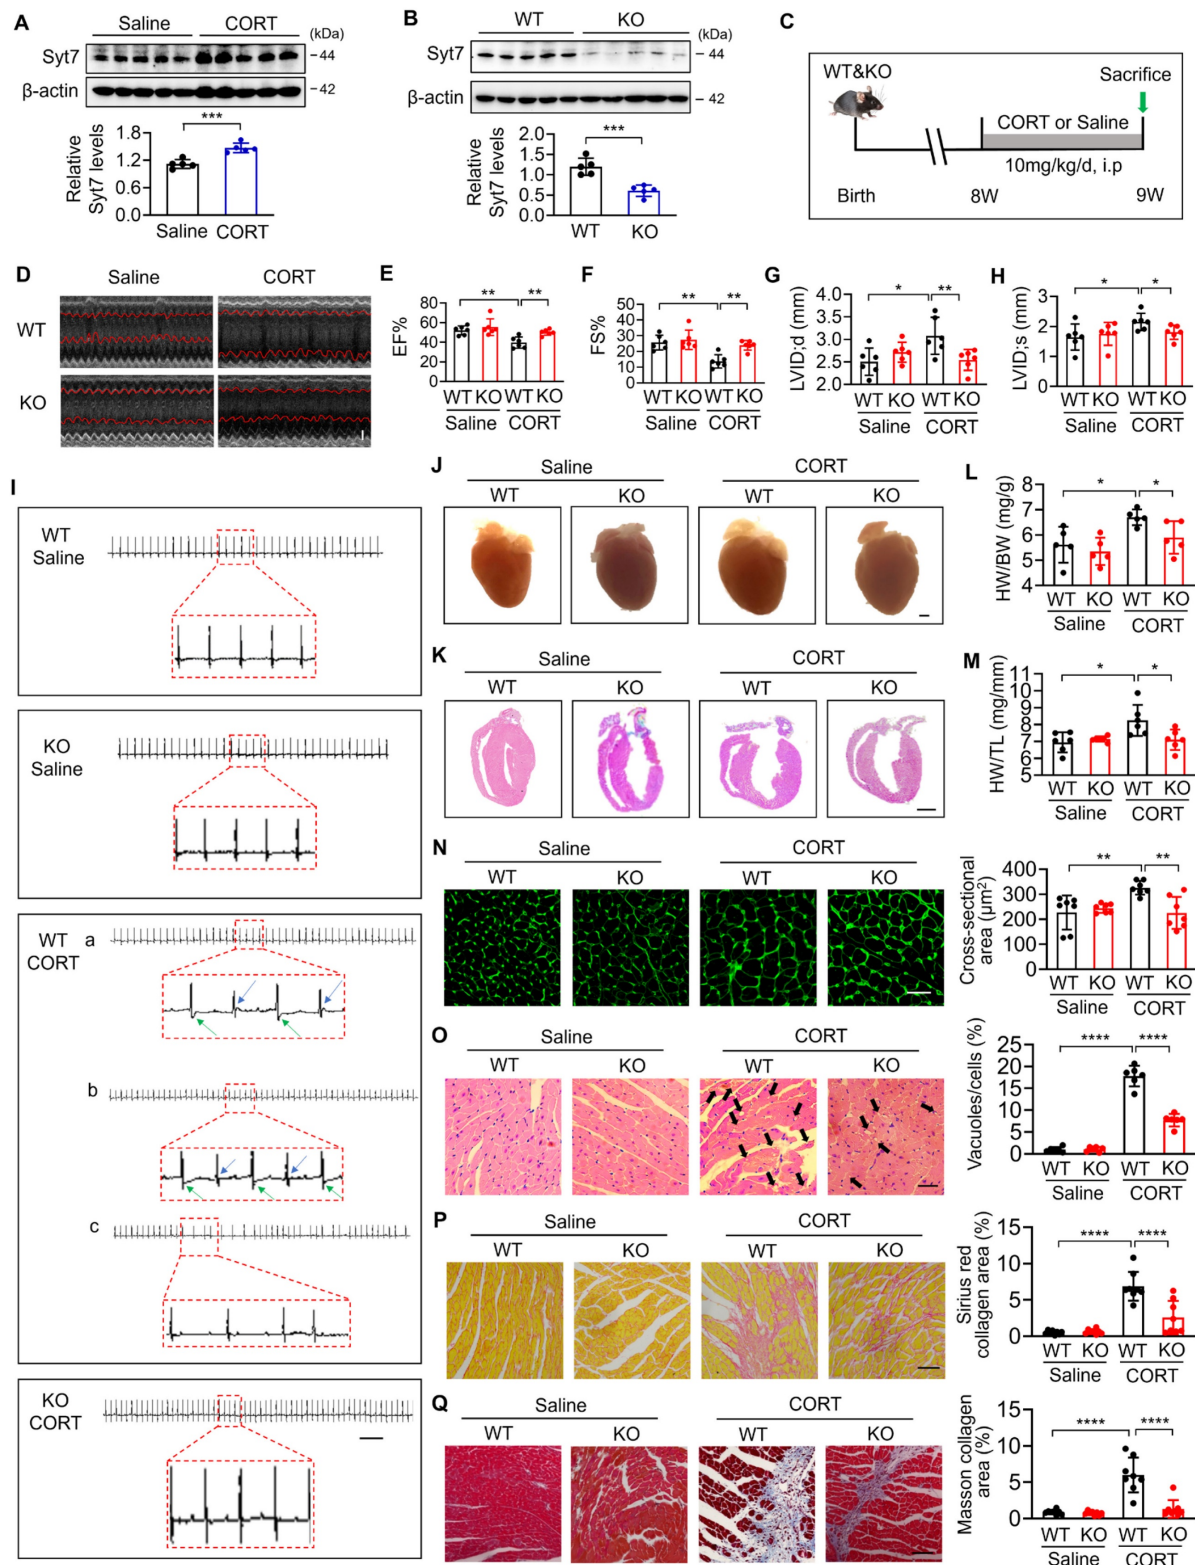 A
Saline CORT (kDa)
Syt7 44
β-actin 42
***
Relative
Syt7 levels
1.8
1.2
0.6
0.0
Saline
CORT
B
WT KO (kDa)
Syt7 44
β-actin 42
***
Relative
Syt7 levels
2.0
1.5
1.0
0.5
0.0
WT KO
C
WT&KO
Sacrifice
CORT or Saline
10mg/kg/d, i.p
Birth 8W 9W
D
Saline CORT
WT
KO
E
** **
EF%
80
60
40
20
0
WT KO WT KO
Saline CORT
F
** **
FS%
50
40
30
20
10
0
WT KO WT KO
Saline CORT
G
* **
LVID;d (mm)
4.0
3.5
3.0
2.5
2.0
WT KO WT KO
Saline CORT
H
* *
LVID;s (mm)
3
2
1
0
WT KO WT KO
Saline CORT
I
WT
Saline
KO
Saline
WT
CORT
a
b
c
KO
CORT
J
Saline CORT
WT KO WT KO
K
Saline CORT
WT KO WT KO
L
* *
HW/BW (mg/g)
8
7
6
5
4
WT KO WT KO
Saline CORT
M
* *
HW/TL (mg/mm)
11
10
9
8
7
6
5
WT KO WT KO
Saline CORT
N
Saline CORT
WT KO WT KO
** **
Cross-sectional
area (μm²)
400
300
200
100
0
WT KO WT KO
Saline CORT
O
Saline CORT
WT KO WT KO
**** ****
Vacuoles/cells (%)
25
20
15
10
5
0
WT KO WT KO
Saline CORT
P
Saline CORT
WT KO WT KO
**** ****
Sirius red
collagen area (%)
15
10
5
0
WT KO WT KO
Saline CORT
Q
Saline CORT
WT KO WT KO
**** ****
Masson collagen
area (%)
15
10
5
0
WT KO WT KO
Saline CORT